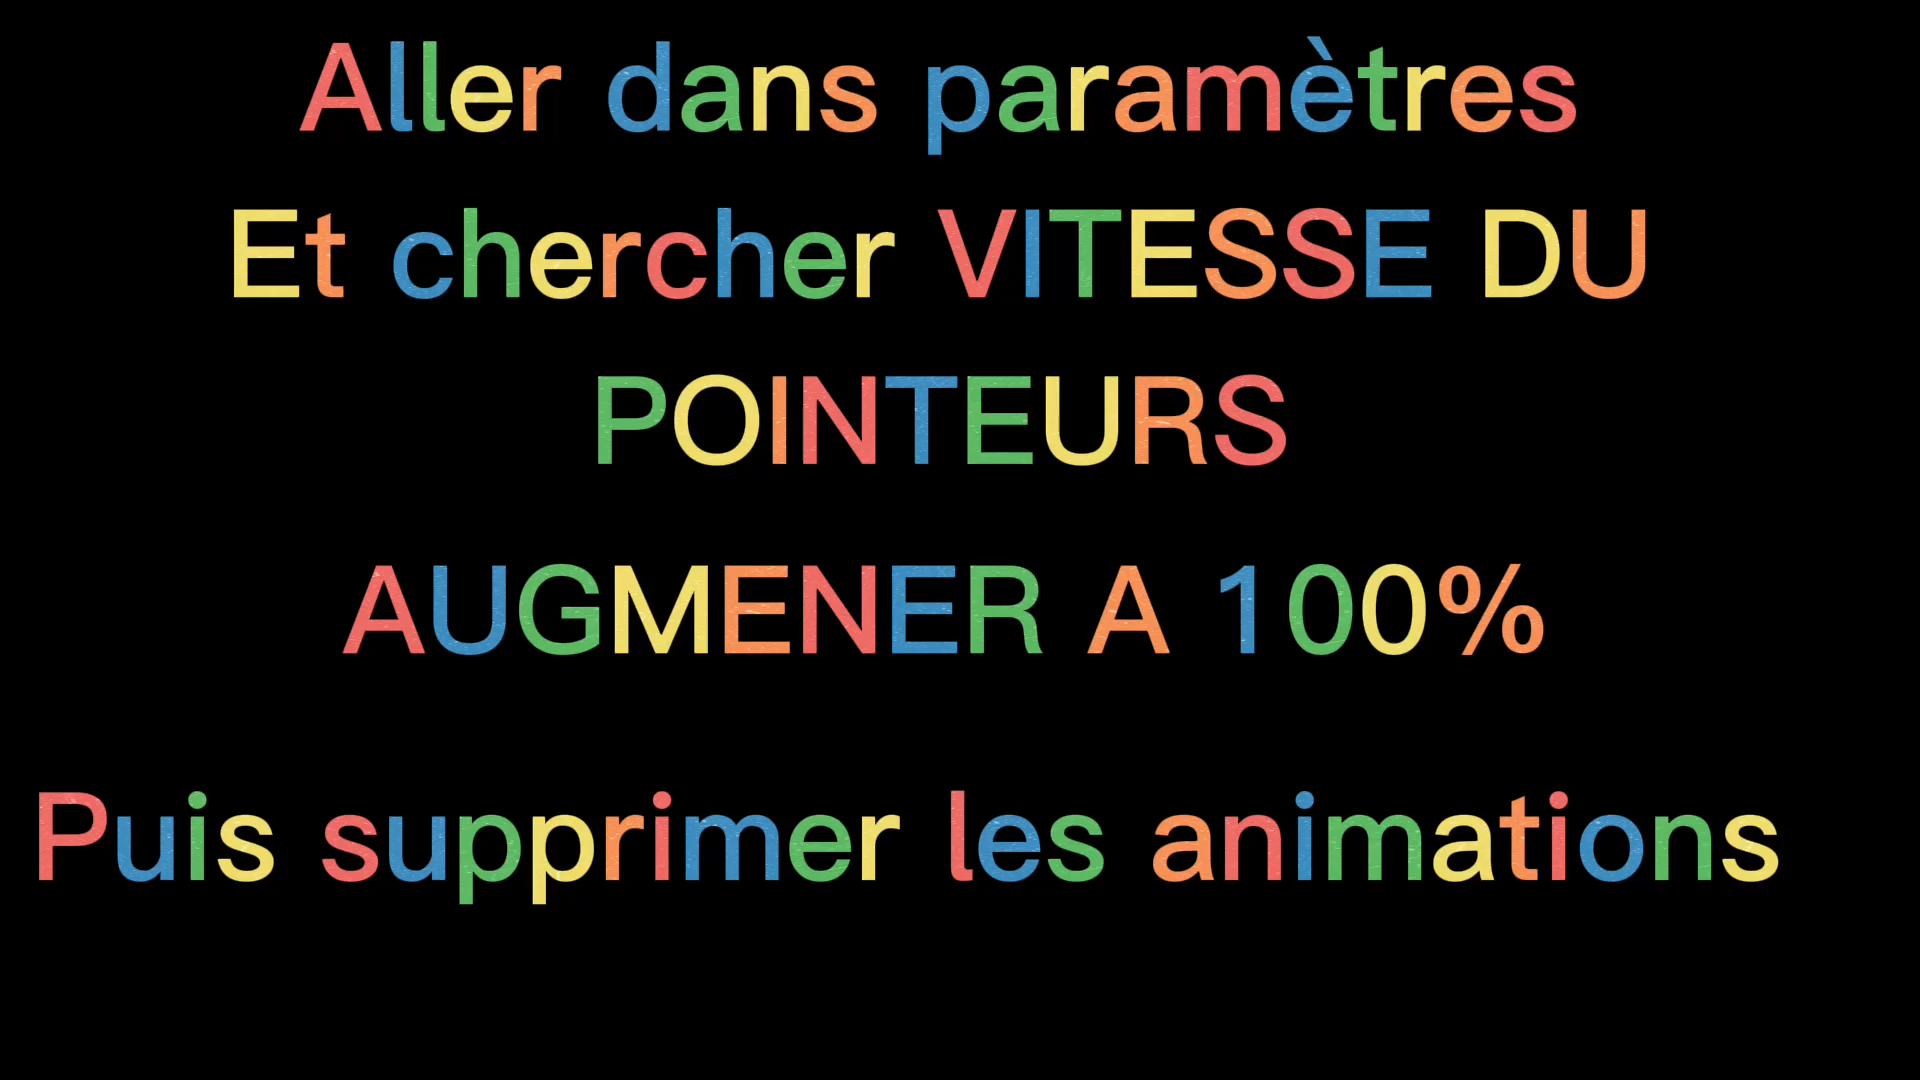 Aller dans paramètres
Et chercher VITESSE DU
POINTEURS
AUGMENER A 100%
Puis supprimer les animations